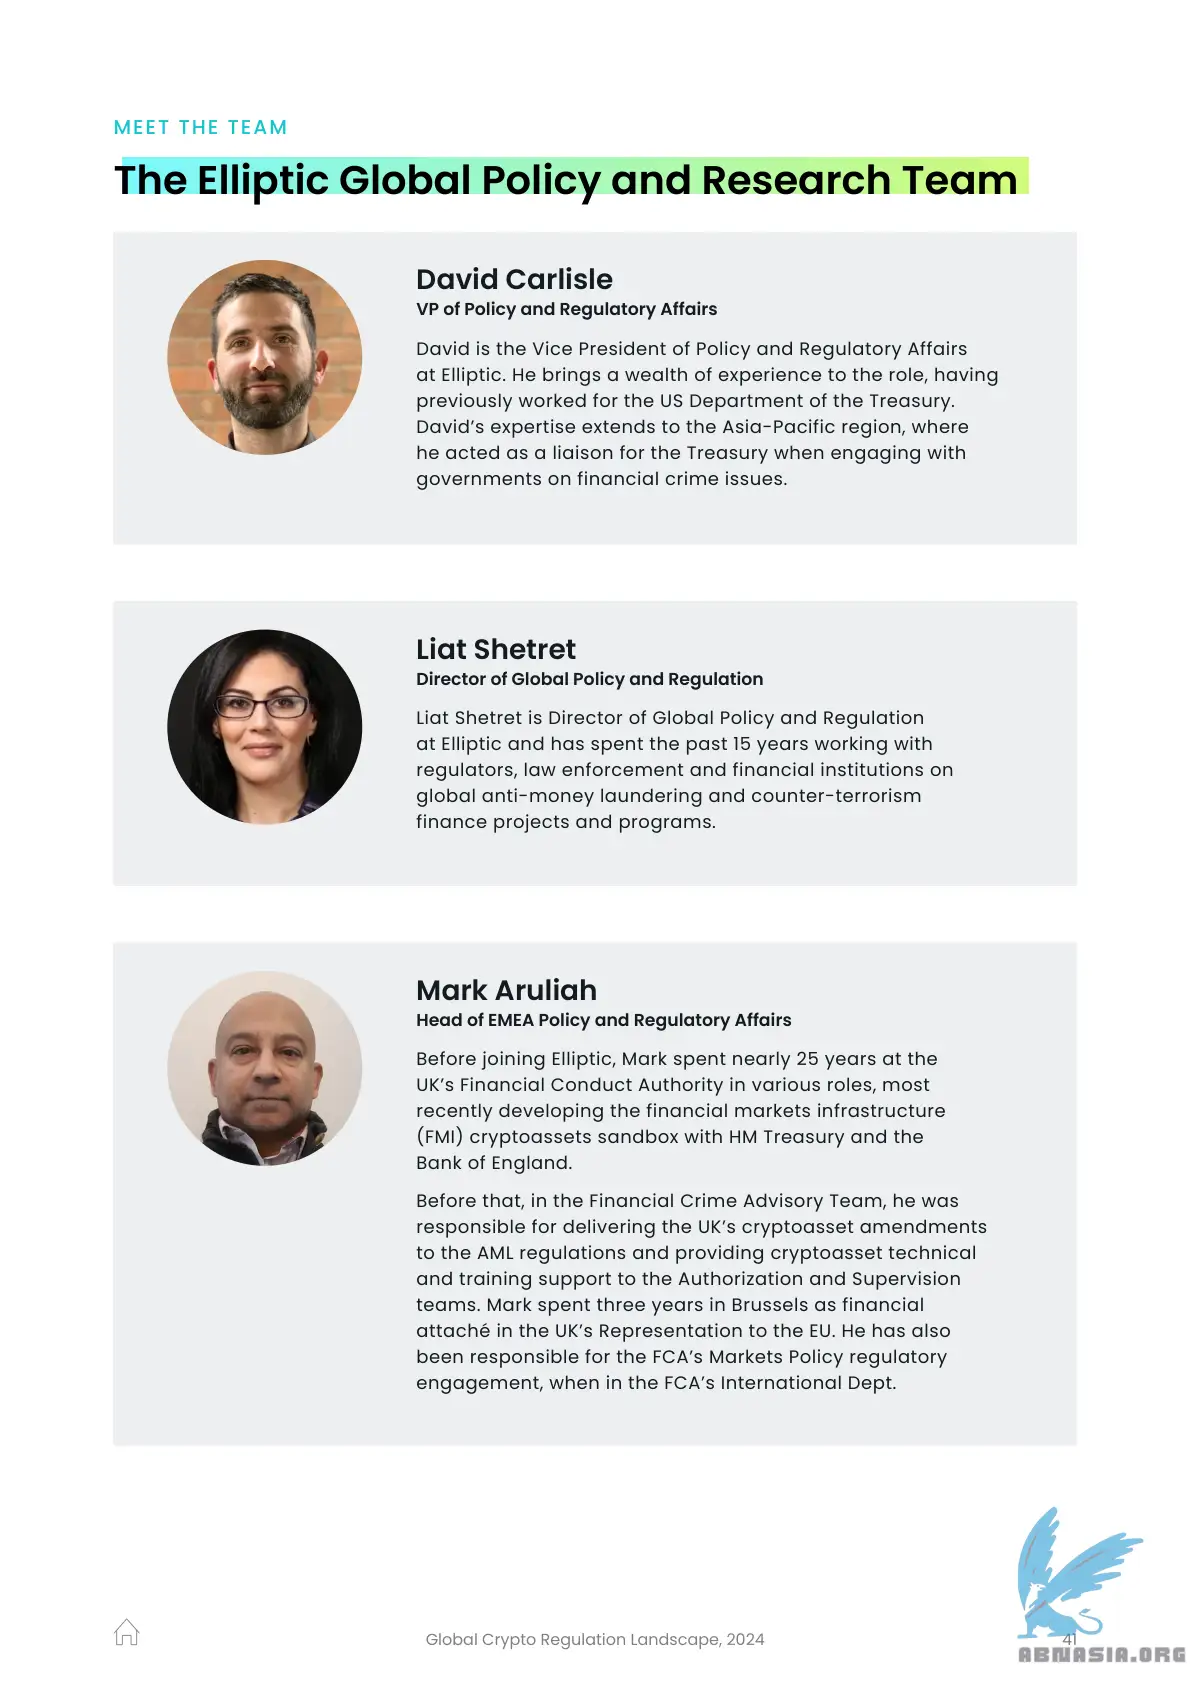 MEET THE TEAM
The Elliptic Global Policy and Research Team
David Carlisle
VP of Policy and Regulatory Affairs
David is the Vice President of Policy and Regulatory Affairs
at Elliptic. He brings a wealth of experience to the role, having
previously worked for the US Department of the Treasury.
David’s expertise extends to the Asia-Pacific region, where
he acted as a liaison for the Treasury when engaging with
governments on financial crime issues.
Liat Shetret
Director of Global Policy and Regulation
Liat Shetret is Director of Global Policy and Regulation
at Elliptic and has spent the past 15 years working with
regulators, law enforcement and financial institutions on
global anti-money laundering and counter-terrorism
finance projects and programs.
Mark Aruliah
Head of EMEA Policy and Regulatory Affairs
Before joining Elliptic, Mark spent nearly 25 years at the
UK’s Financial Conduct Authority in various roles, most
recently developing the financial markets infrastructure
(FMI) cryptoassets sandbox with HM Treasury and the
Bank of England.
Before that, in the Financial Crime Advisory Team, he was
responsible for delivering the UK’s cryptoasset amendments
to the AML regulations and providing cryptoasset technical
and training support to the Authorization and Supervision
teams. Mark spent three years in Brussels as financial
attaché in the UK’s Representation to the EU. He has also
been responsible for the FCA’s Markets Policy regulatory
engagement, when in the FCA’s International Dept.
Global Crypto Regulation Landscape, 2024
41
ABNASIA.ORG